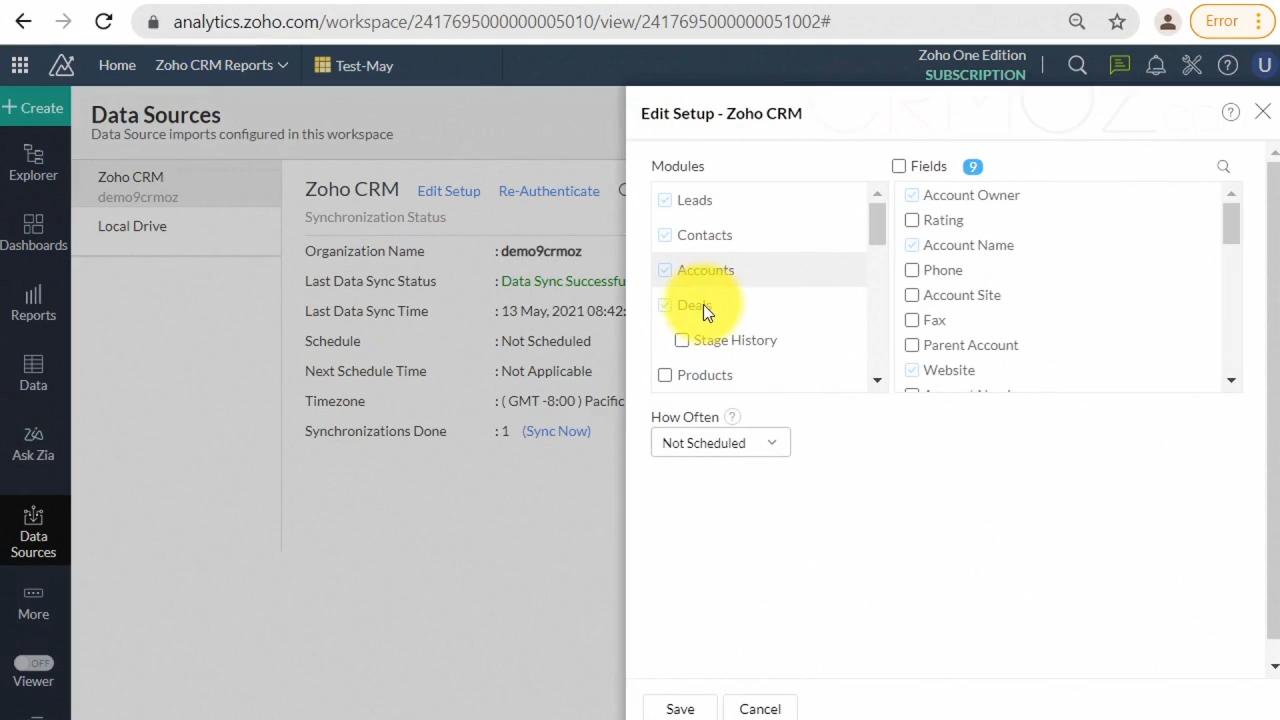 analytics.zoho.com/workspace/2417695000000005010/view/2417695000000051002#
Error
Home
Zoho CRM Reports
Test-May
Zoho One Edition
SUBSCRIPTION
U
+ Create
Explorer
Dashboards
Reports
Data
Ask Zia
Data
Sources
More
OFF
Viewer
Data Sources
Data Source imports configured in this workspace
Zoho CRM
demo9crmoz
Local Drive
Zoho CRM
Edit Setup
Re-Authenticate
Synchronization Status
Organization Name : demo9crmoz
Last Data Sync Status : Data Sync Successfu
Last Data Sync Time : 13 May, 2021 08:42:
Schedule : Not Scheduled
Next Schedule Time : Not Applicable
Timezone : ( GMT -8:00 ) Pacific
Synchronizations Done : 1 (Sync Now)
Edit Setup - Zoho CRM
CRMOZ.co
Modules
Leads
Contacts
Accounts
Deals
Stage History
Products
Fields 9
Account Owner
Rating
Account Name
Phone
Account Site
Fax
Parent Account
Website
How Often ?
Not Scheduled
Save
Cancel